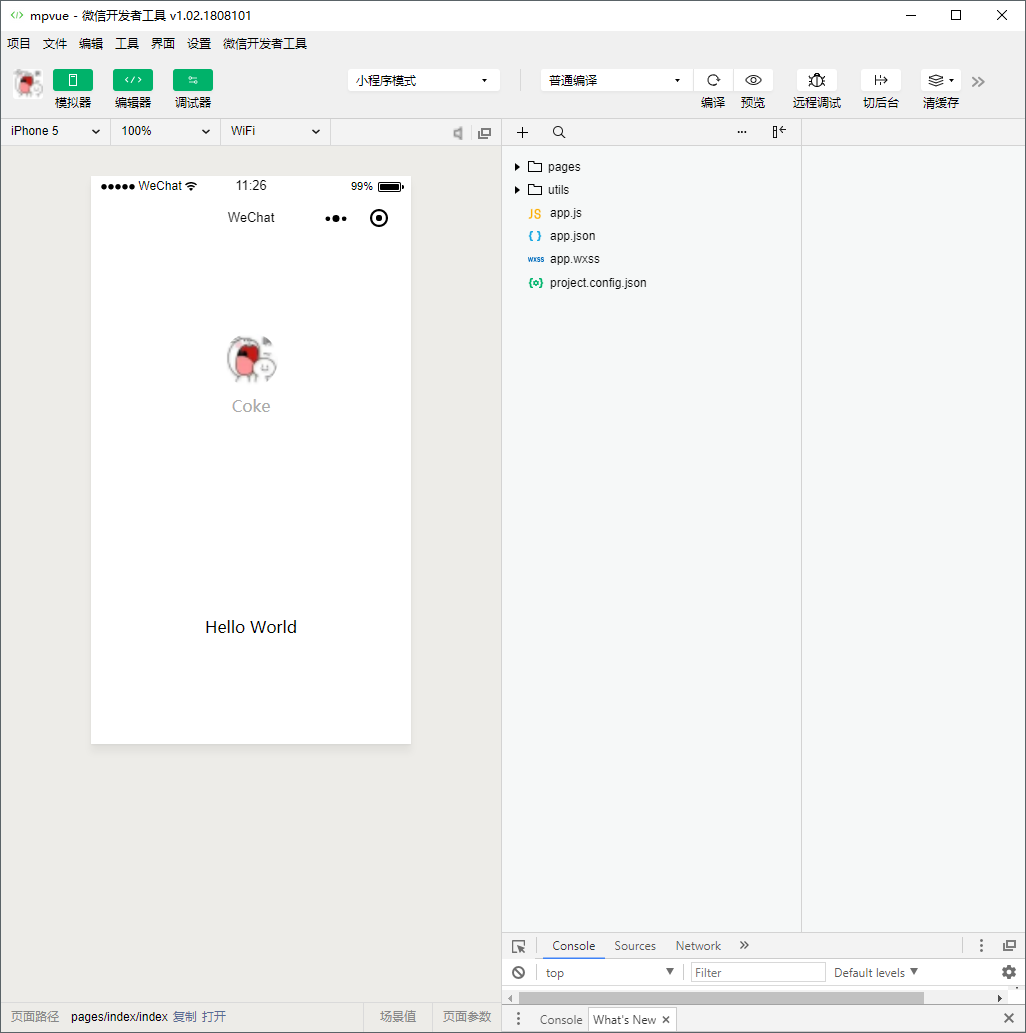 mpvue - 微信开发者工具 v1.02.1808101
项目 文件 编辑 工具 界面 设置 微信开发者工具
模拟器 编辑器 调试器 小程序模式 普通编译 编译 预览 远程调试 切后台 清缓存
iPhone 5 100% WiFi
WeChat 11:26 99%
WeChat
Coke
Hello World
页面路径 pages/index/index 复制 打开 场景值 页面参数
pages
utils
JS app.js
{ } app.json
wxss app.wxss
project.config.json
Console Sources Network
top Filter Default levels
Console What's New